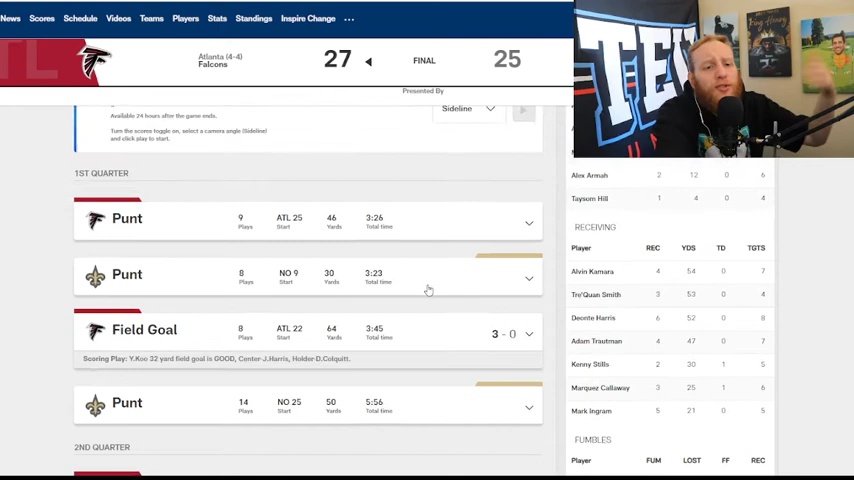 News Scores Schedule Videos Teams Players Stats Standings Inspire Change ...
TL
Atlanta (4-4)
Falcons
27
FINAL
25
Presented By
Available 24 hours after the game ends.
Turn the scores toggle on, select a camera angle (Sideline)
and click play to start.
Sideline
1ST QUARTER
Punt
9 ATL 25 46 3:26
Plays Start Yards Total time
Punt
8 NO 9 30 3:23
Plays Start Yards Total time
Field Goal
8 ATL 22 64 3:45
Plays Start Yards Total time
3 - 0
Scoring Play: Y.Koo 32 yard field goal is GOOD, Center-J.Harris, Holder-D.Colquitt.
Punt
14 NO 25 50 5:56
Plays Start Yards Total time
2ND QUARTER
Alex Armah 2 12 0 6
Taysom Hill 1 4 0 4
RECEIVING
Player REC YDS TD TGTS
Alvin Kamara 4 54 0 7
Tre'Quan Smith 3 53 0 4
Deonte Harris 6 52 0 8
Adam Trautman 4 47 0 7
Kenny Stills 2 30 1 5
Marquez Callaway 3 25 1 6
Mark Ingram 5 21 0 5
FUMBLES
Player FUM LOST FF REC